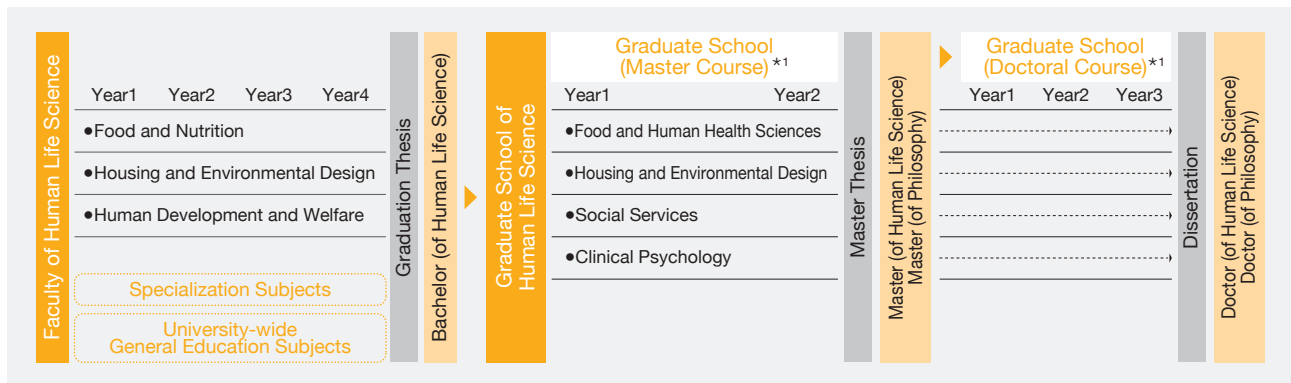 Faculty of Human Life Science
Year1 Year2 Year3 Year4
•Food and Nutrition
•Housing and Environmental Design
•Human Development and Welfare
Specialization Subjects
University-wide
General Education Subjects
Graduation Thesis
Bachelor (of Human Life Science)
Graduate School of
Human Life Science
Graduate School
(Master Course) *1
Year1 Year2
•Food and Human Health Sciences
•Housing and Environmental Design
•Social Services
•Clinical Psychology
Master Thesis
Master (of Human Life Science)
Master (of Philosophy)
Graduate School
(Doctoral Course) *1
Year1 Year2 Year3
Dissertation
Doctor (of Human Life Science)
Doctor (of Philosophy)